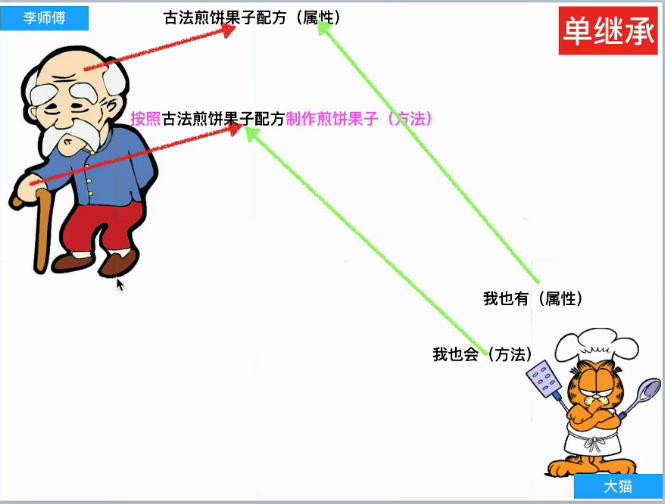 李师傅
古法煎饼果子配方（属性）
单继承
按照古法煎饼果子配方制作煎饼果子（方法）
我也有（属性）
我也会（方法）
大猫